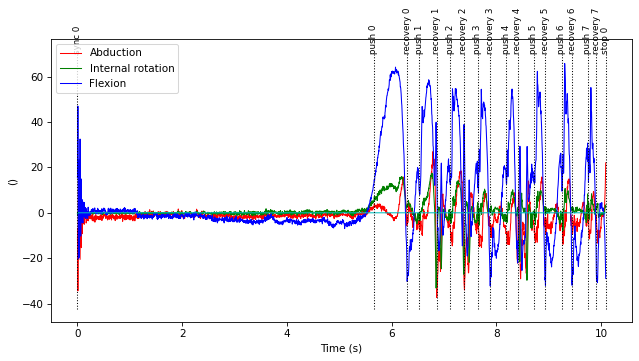 sync 0
push 0
recovery 0
push 1
recovery 1
push 2
recovery 2
push 3
recovery 3
push 4
recovery 4
push 5
recovery 5
push 6
recovery 6
push 7
recovery 7
stop 0
Abduction
Internal rotation
Flexion
60
40
20
0
−20
−40
()
0 2 4 6 8 10
Time (s)